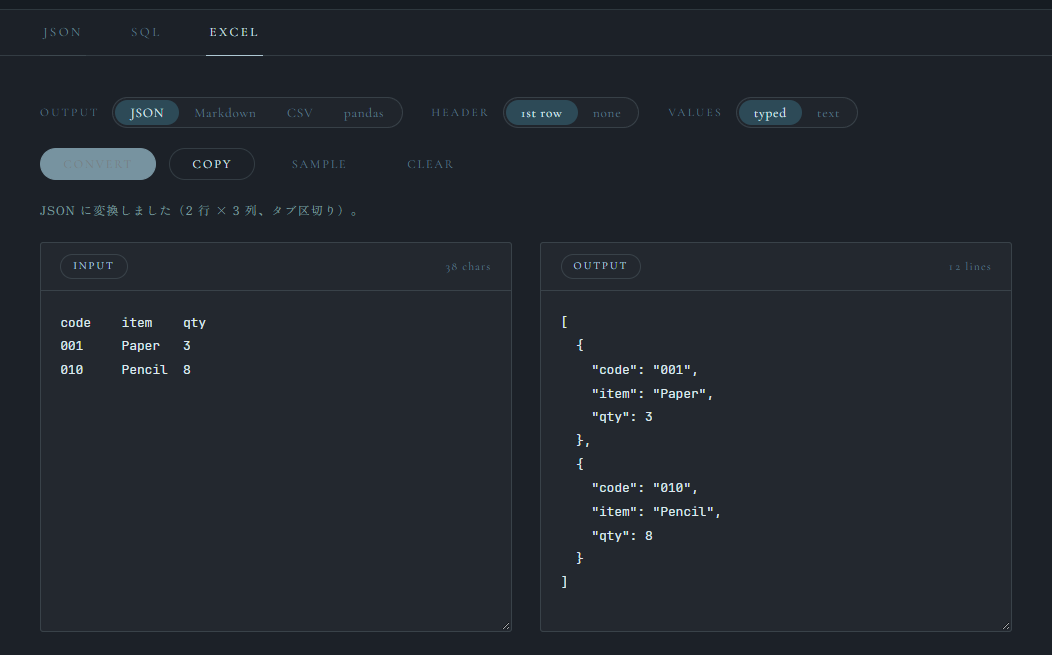 JSON SQL EXCEL
OUTPUT JSON Markdown CSV pandas HEADER 1st row none VALUES typed text
CONVERT COPY SAMPLE CLEAR
JSON に変換しました（2 行 × 3 列、タブ区切り）。
INPUT 38 chars
code item qty
001 Paper 3
010 Pencil 8
OUTPUT 12 lines
[
{
"code": "001",
"item": "Paper",
"qty": 3
},
{
"code": "010",
"item": "Pencil",
"qty": 8
}
]